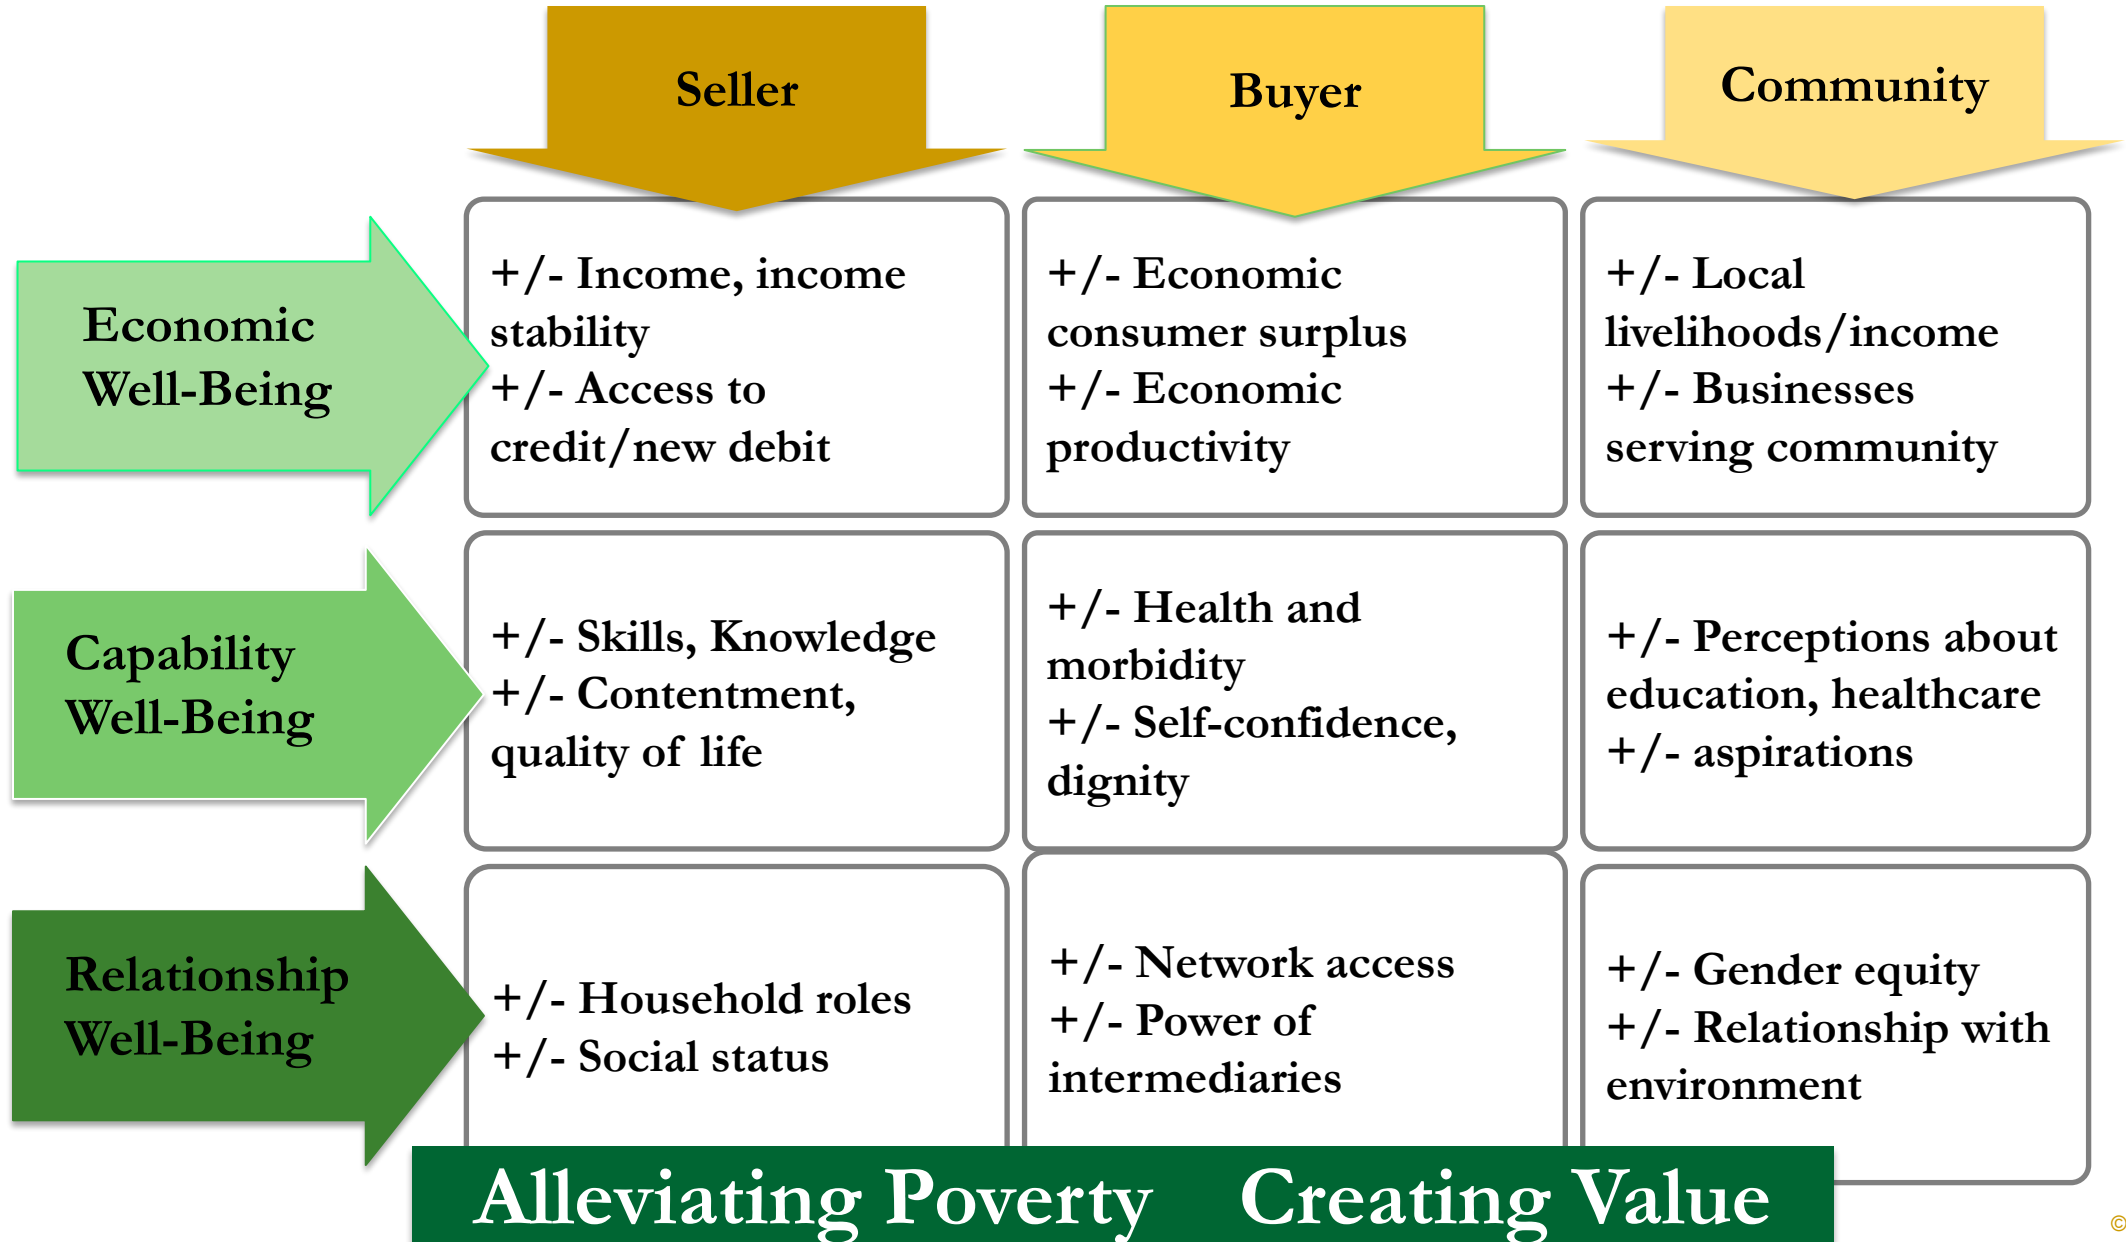 Seller
Buyer
Community
Economic
Well-Being
+/- Income, income
stability
+/- Access to
credit/new debit
+/- Economic
consumer surplus
+/- Economic
productivity
+/- Local
livelihoods/income
+/- Businesses
serving community
Capability
Well-Being
+/- Skills, Knowledge
+/- Contentment,
quality of life
+/- Health and
morbidity
+/- Self-confidence,
dignity
+/- Perceptions about
education, healthcare
+/- aspirations
Relationship
Well-Being
+/- Household roles
+/- Social status
+/- Network access
+/- Power of
intermediaries
+/- Gender equity
+/- Relationship with
environment
Alleviating Poverty Creating Value
©